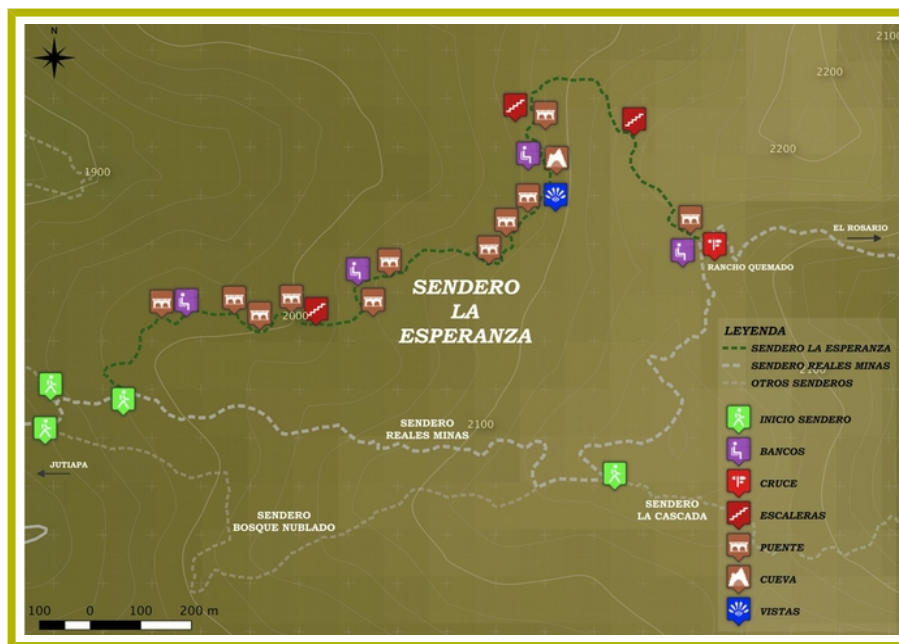 N
2100
2200
2200
1900
EL ROSARIO
RANCHO QUEMADO
SENDERO
LA
ESPERANZA
2000
LEYENDA
SENDERO LA ESPERANZA
SENDERO REALES MINAS
2100
OTROS SENDEROS
INICIO SENDERO
BANCOS
CRUCE
ESCALERAS
PUENTE
CUEVA
VISTAS
SENDERO
REALES MINAS
2100
JUTIAPA
SENDERO
BOSQUE NUBLADO
SENDERO
LA CASCADA
100 0 100 200 m